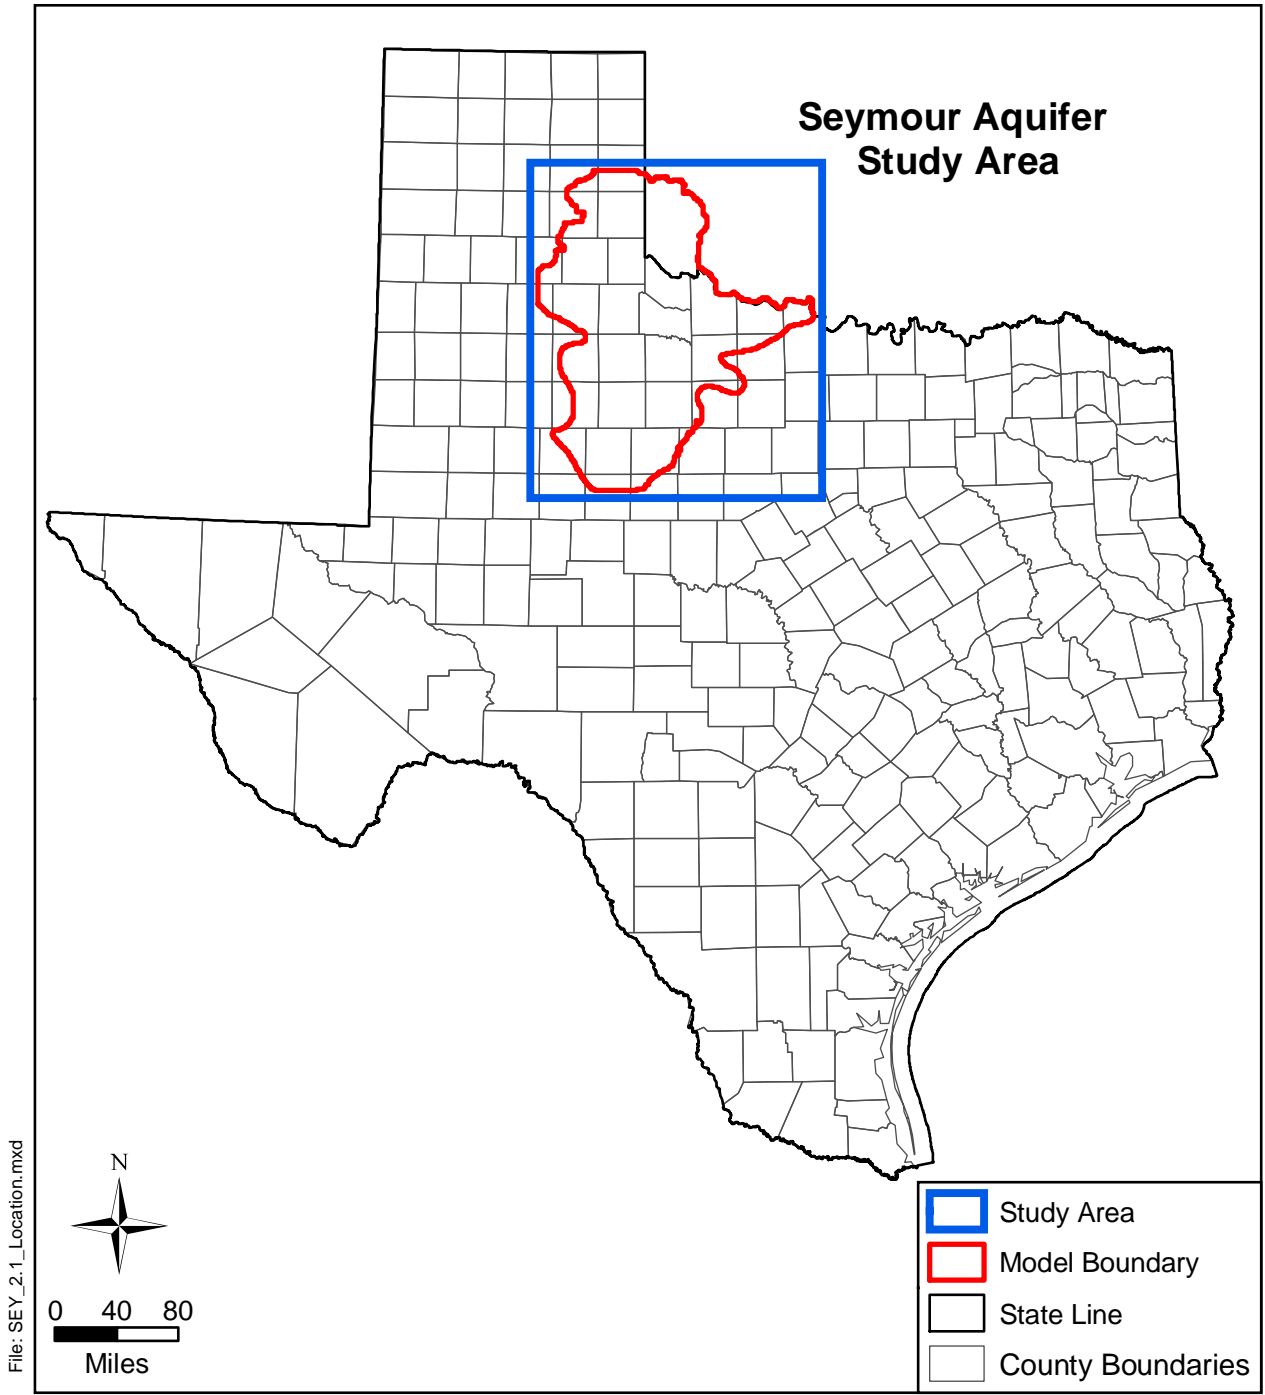 Seymour Aquifer
Study Area
File: SEY_2.1_Location.mxd
N
0 40 80
Miles
Study Area
Model Boundary
State Line
County Boundaries